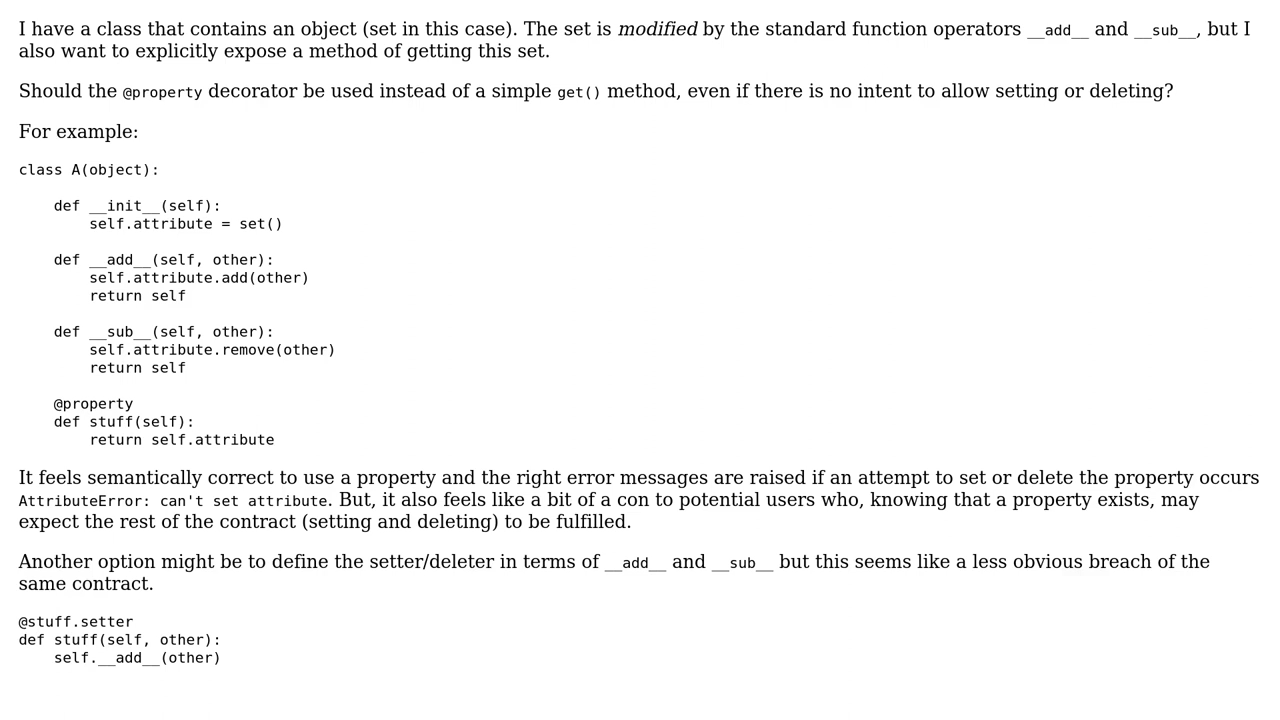 I have a class that contains an object (set in this case). The set is modified by the standard function operators __add__ and __sub__, but I
also want to explicitly expose a method of getting this set.
Should the @property decorator be used instead of a simple get() method, even if there is no intent to allow setting or deleting?
For example:
class A(object):
    def __init__(self):
        self.attribute = set()
    def __add__(self, other):
        self.attribute.add(other)
        return self
    def __sub__(self, other):
        self.attribute.remove(other)
        return self
    @property
    def stuff(self):
        return self.attribute
It feels semantically correct to use a property and the right error messages are raised if an attempt to set or delete the property occurs
AttributeError: can't set attribute. But, it also feels like a bit of a con to potential users who, knowing that a property exists, may
expect the rest of the contract (setting and deleting) to be fulfilled.
Another option might be to define the setter/deleter in terms of __add__ and __sub__ but this seems like a less obvious breach of the
same contract.
@stuff.setter
def stuff(self, other):
    self.__add__(other)